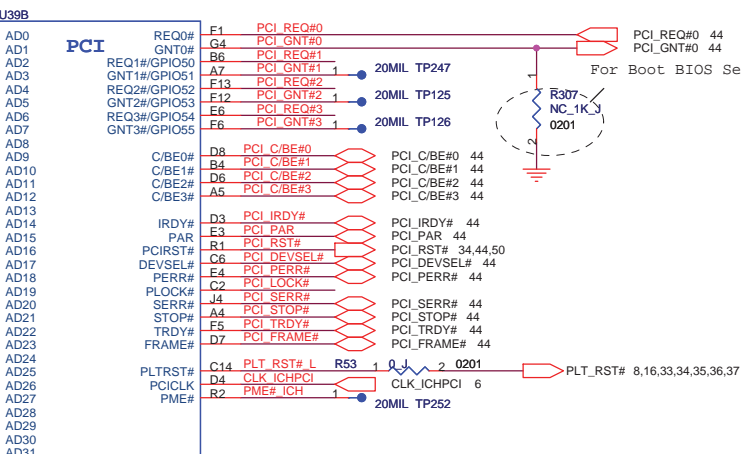 U39B
PCI
AD0 REQ0# F1 PCI_REQ#0 PCI_REQ#0 44
AD1 GNT0# G4 PCI_GNT#0 PCI_GNT#0 44
AD2 REQ1#/GPIO50 B6 PCI_REQ#1
AD3 GNT1#/GPIO51 A7 PCI_GNT#1 1 20MIL TP247
AD4 REQ2#/GPIO52 F13 PCI_REQ#2
AD5 GNT2#/GPIO53 F12 PCI_GNT#2 1 20MIL TP125
AD6 REQ3#/GPIO54 E6 PCI_REQ#3
AD7 GNT3#/GPIO55 F6 PCI_GNT#3 1 20MIL TP126
For Boot BIOS Se
1
R307
NC_1K_J
0201
2
AD8
AD9 C/BE0# D8 PCI_C/BE#0 PCI_C/BE#0 44
AD10 C/BE1# B4 PCI_C/BE#1 PCI_C/BE#1 44
AD11 C/BE2# D6 PCI_C/BE#2 PCI_C/BE#2 44
AD12 C/BE3# A5 PCI_C/BE#3 PCI_C/BE#3 44
AD13
AD14 IRDY# D3 PCI_IRDY# PCI_IRDY# 44
AD15 PAR E3 PCI_PAR PCI_PAR 44
AD16 PCIRST# R1 PCI_RST# PCI_RST# 34,44,50
AD17 DEVSEL# C6 PCI_DEVSEL# PCI_DEVSEL# 44
AD18 PERR# E4 PCI_PERR# PCI_PERR# 44
AD19 PLOCK# C2 PCI_LOCK#
AD20 SERR# J4 PCI_SERR# PCI_SERR# 44
AD21 STOP# A4 PCI_STOP# PCI_STOP# 44
AD22 TRDY# F5 PCI_TRDY# PCI_TRDY# 44
AD23 FRAME# D7 PCI_FRAME# PCI_FRAME# 44
AD24
AD25 PLTRST# C14 PLT_RST#_L R53 1 0_J 2 0201 PLT_RST# 8,16,33,34,35,36,37
AD26 PCICLK D4 CLK_ICHPCI CLK_ICHPCI 6
AD27 PME# R2 PME#_ICH 1 20MIL TP252
AD28
AD29
AD30
AD31